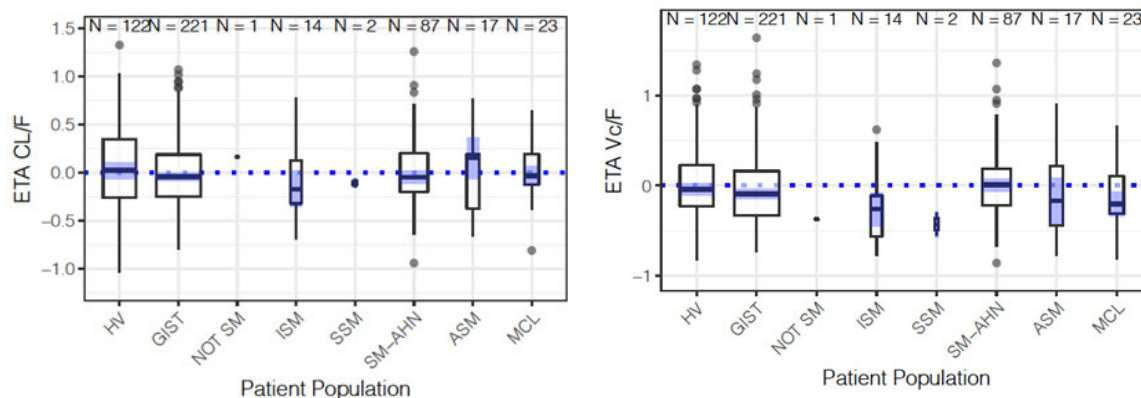 N = 122 N = 221 N = 1 N = 14 N = 2 N = 87 N = 17 N = 23
1.5
1.0
0.5
0.0
−0.5
−1.0
ETA CL/F
HV GIST NOT SM ISM SSM SM−AHN ASM MCL
Patient Population
N = 122 N = 221 N = 1 N = 14 N = 2 N = 87 N = 17 N = 23
1
0
−1
ETA Vc/F
HV GIST NOT SM ISM SSM SM−AHN ASM MCL
Patient Population